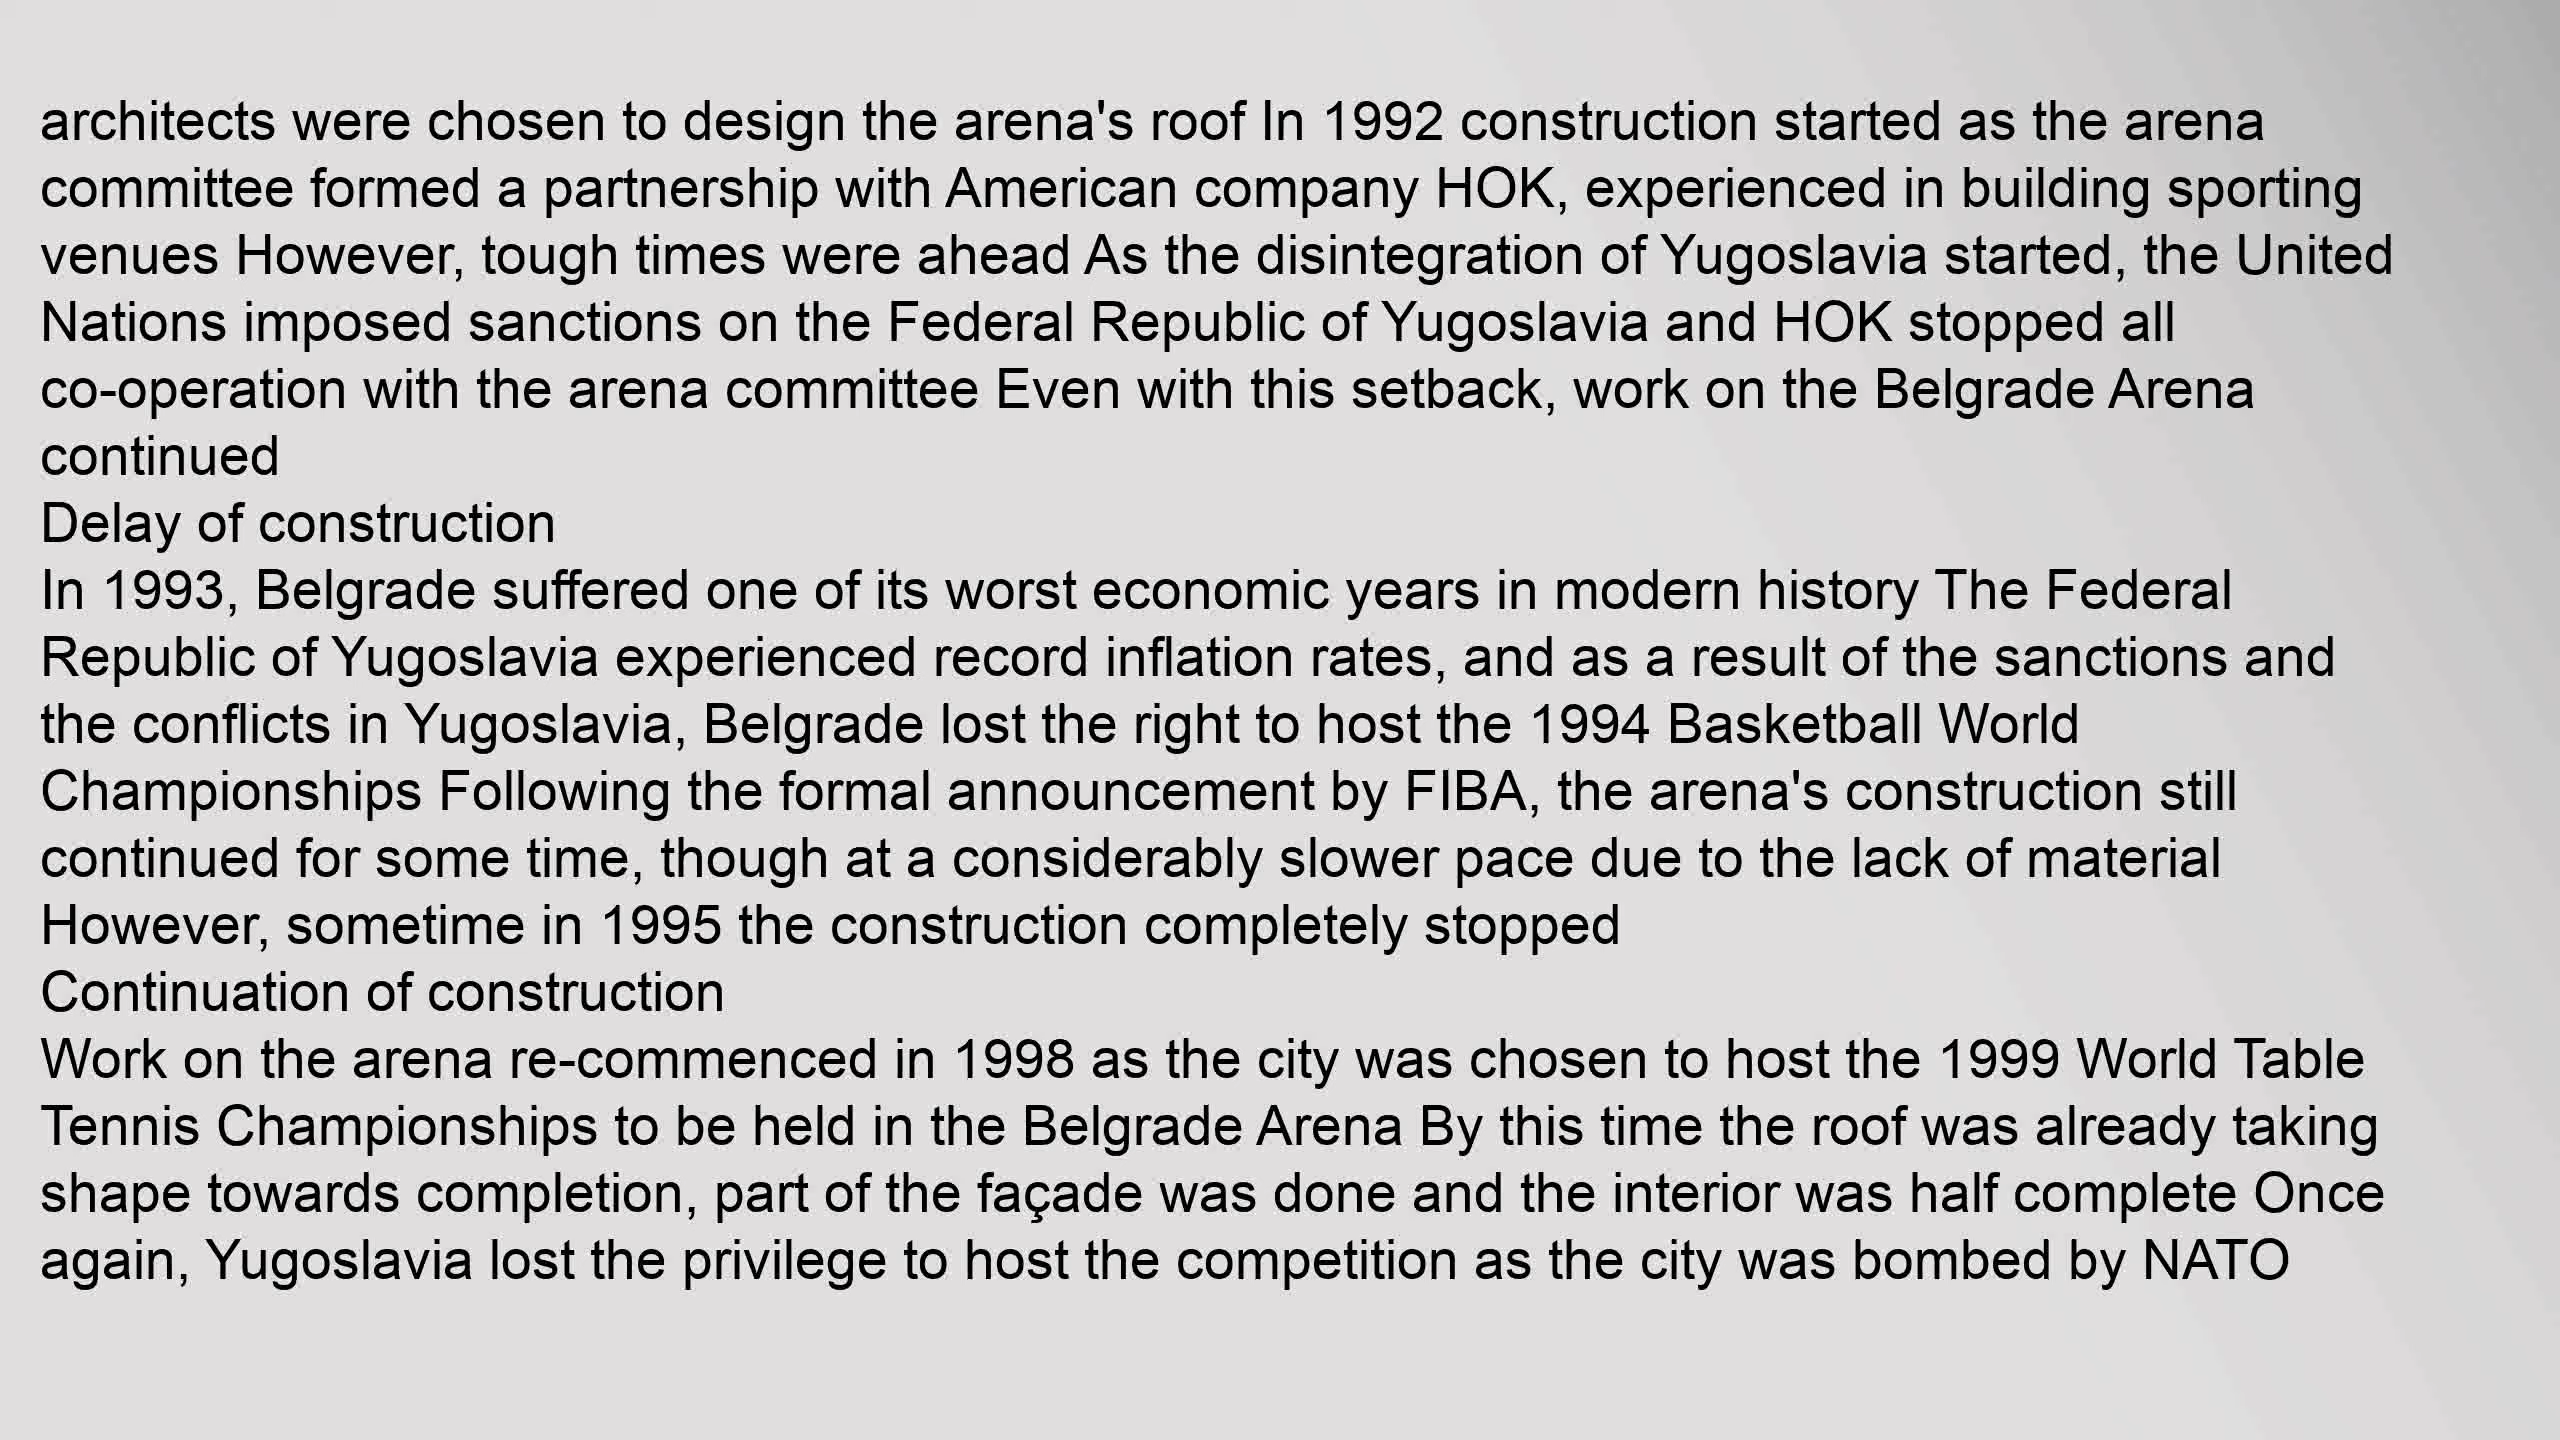 architects were chosen to design the arena's roof In 1992 construction started as the arena
committee formed a partnership with American company HOK, experienced in building sporting
venues However, tough times were ahead As the disintegration of Yugoslavia started, the United
Nations imposed sanctions on the Federal Republic of Yugoslavia and HOK stopped all
co-operation with the arena committee Even with this setback, work on the Belgrade Arena
continued
Delay of construction
In 1993, Belgrade suffered one of its worst economic years in modern history The Federal
Republic of Yugoslavia experienced record inflation rates, and as a result of the sanctions and
the conflicts in Yugoslavia, Belgrade lost the right to host the 1994 Basketball World
Championships Following the formal announcement by FIBA, the arena's construction still
continued for some time, though at a considerably slower pace due to the lack of material
However, sometime in 1995 the construction completely stopped
Continuation of construction
Work on the arena re-commenced in 1998 as the city was chosen to host the 1999 World Table
Tennis Championships to be held in the Belgrade Arena By this time the roof was already taking
shape towards completion, part of the façade was done and the interior was half complete Once
again, Yugoslavia lost the privilege to host the competition as the city was bombed by NATO